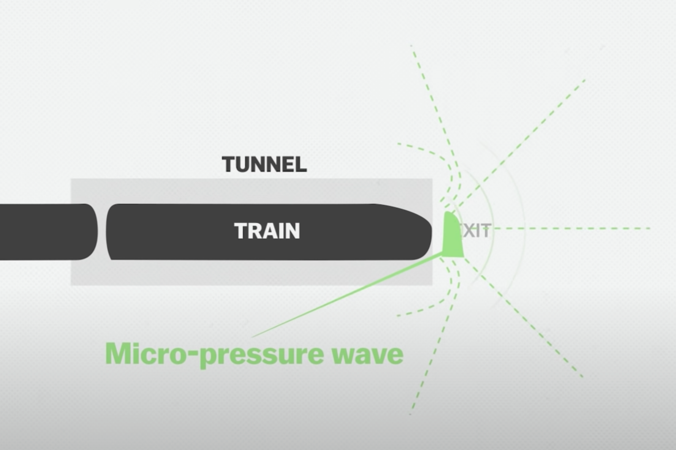 TUNNEL
TRAIN
XIT
Micro-pressure wave